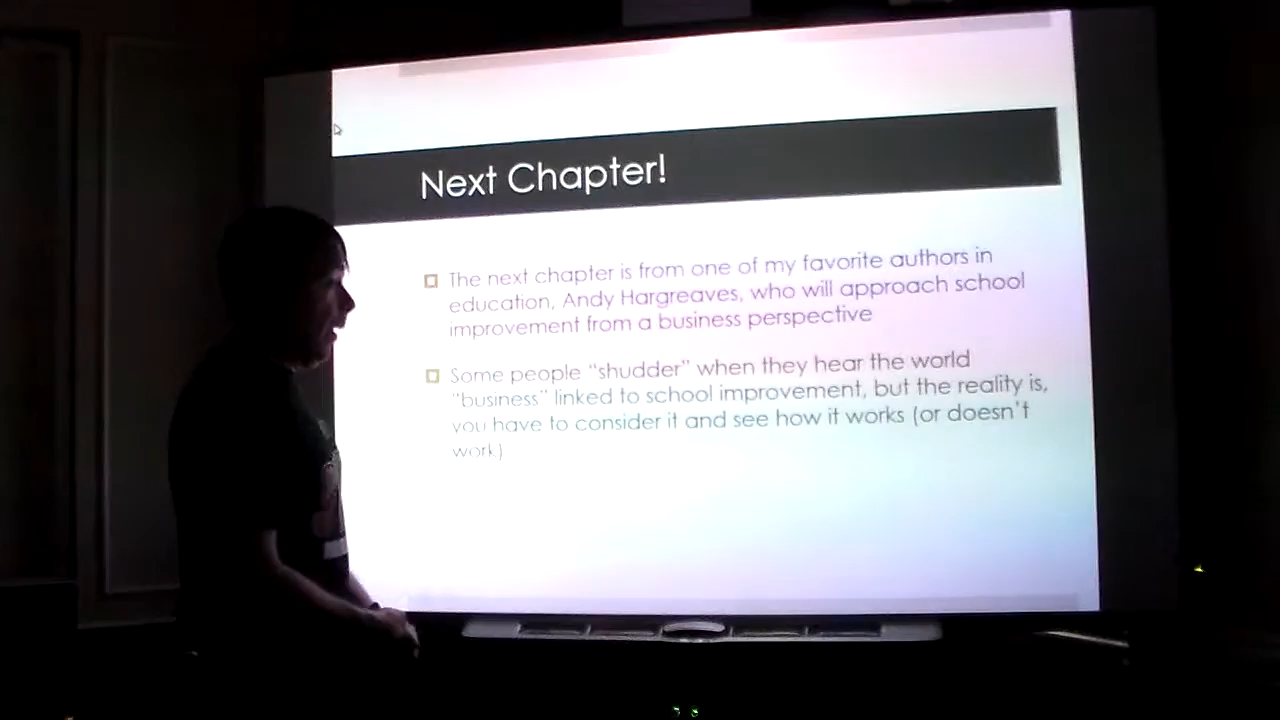 Next Chapter!
The next chapter is from one of my favorite authors in
education, Andy Hargreaves, who will approach school
improvement from a business perspective
Some people “shudder” when they hear the world
“business” linked to school improvement, but the reality is,
you have to consider it and see how it works (or doesn’t
work)